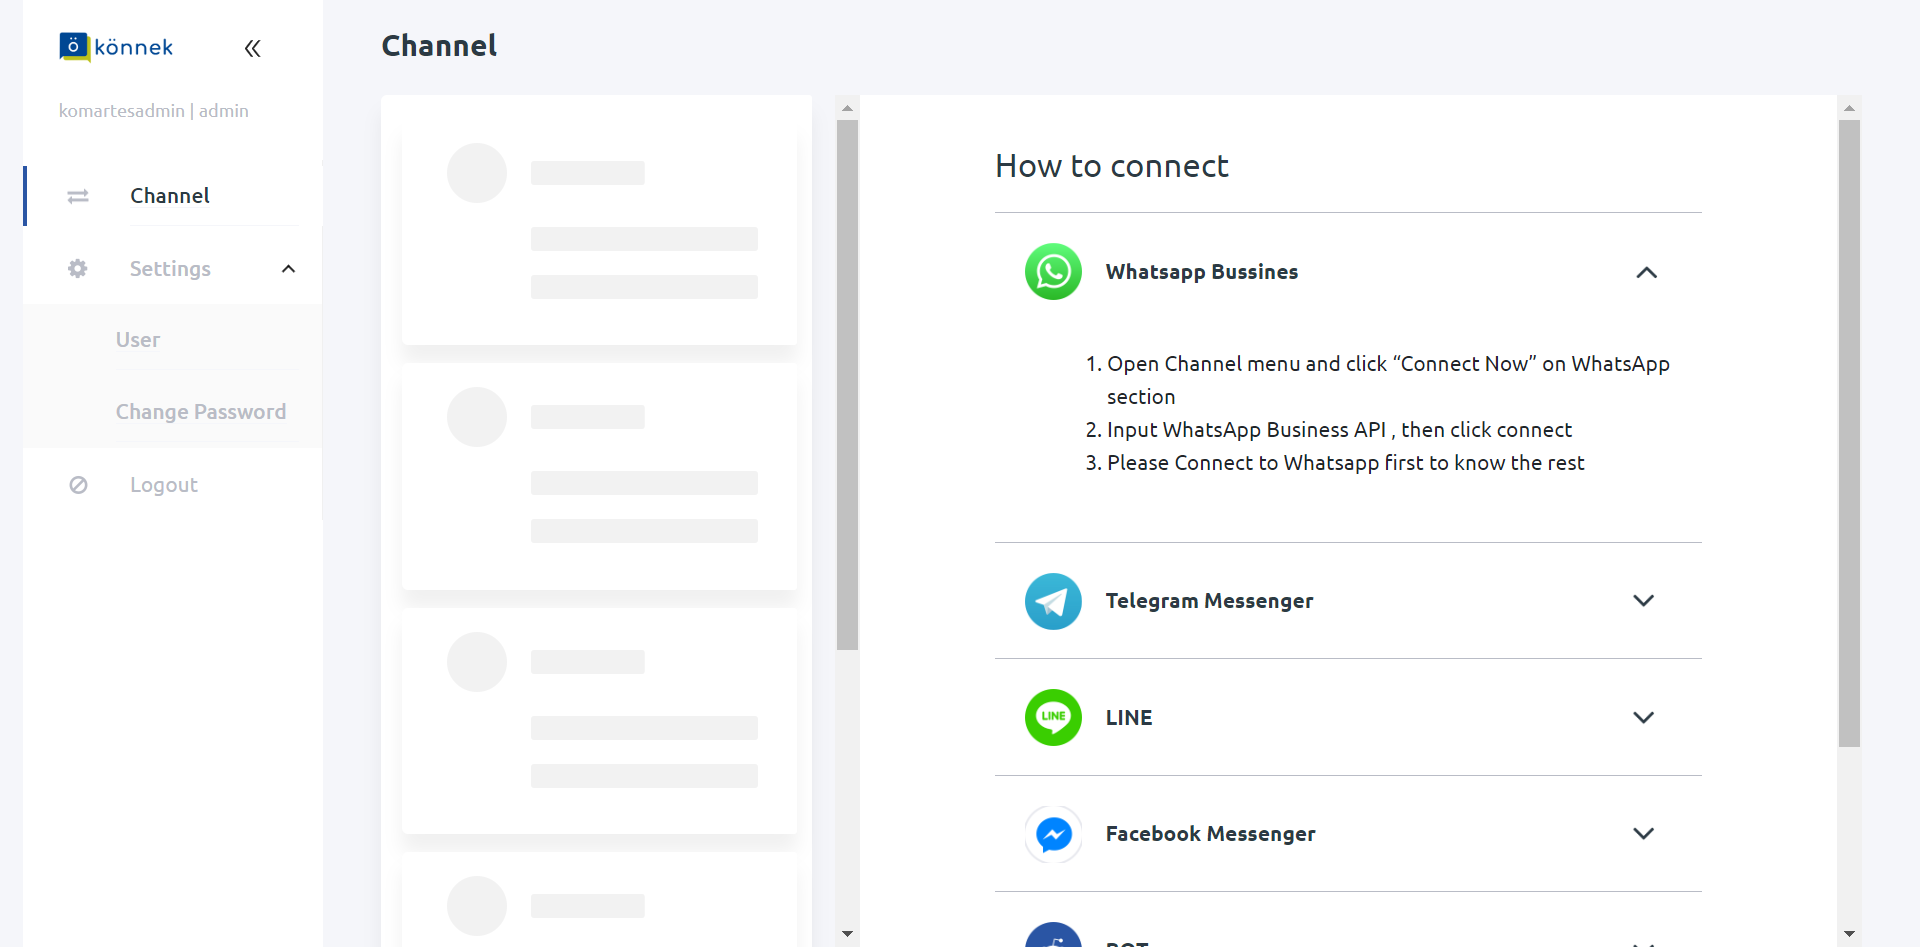 ö könnek
Channel
komartesadmin | admin
Channel
Settings
User
Change Password
Logout
How to connect
Whatsapp Bussines
1. Open Channel menu and click “Connect Now” on WhatsApp
section
2. Input WhatsApp Business API , then click connect
3. Please Connect to Whatsapp first to know the rest
Telegram Messenger
LINE
LINE
Facebook Messenger
BOT